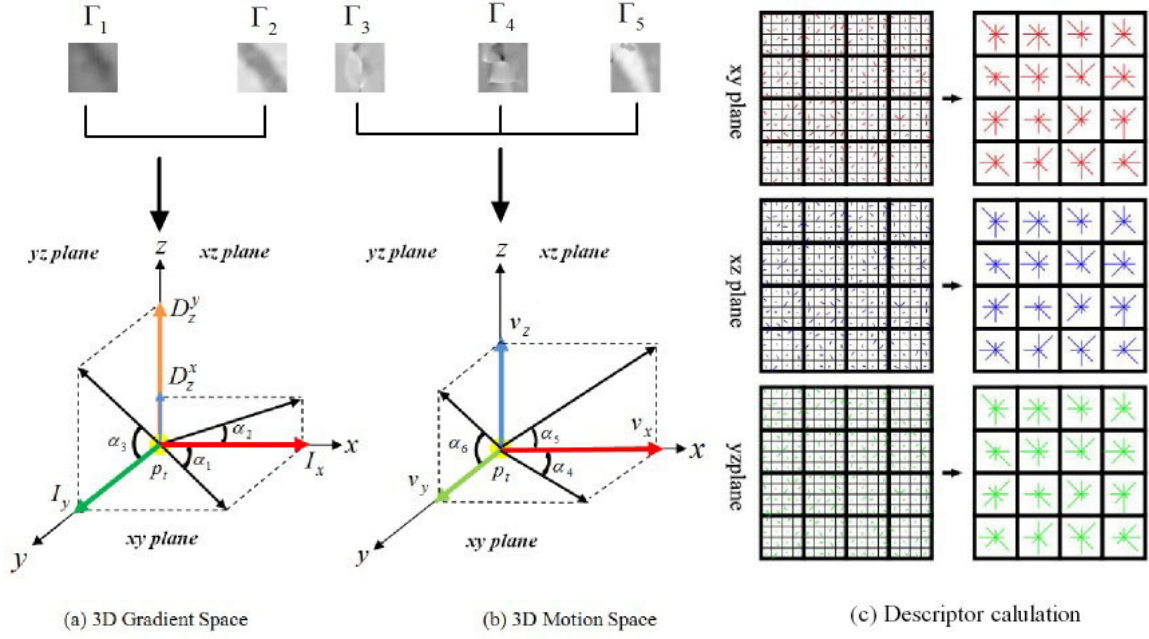 Γ1 Γ2 Γ3 Γ4 Γ5
yz plane
z
xz plane
D_z^y
D_z^x
α3
α2
α1
x
I_x
p_t
I_y
y
xy plane
(a) 3D Gradient Space
yz plane
z
xz plane
v_z
α6
α5
v_x
x
α4
p_t
v_y
y
xy plane
(b) 3D Motion Space
xy plane
xz plane
yzplane
(c) Descriptor calulation